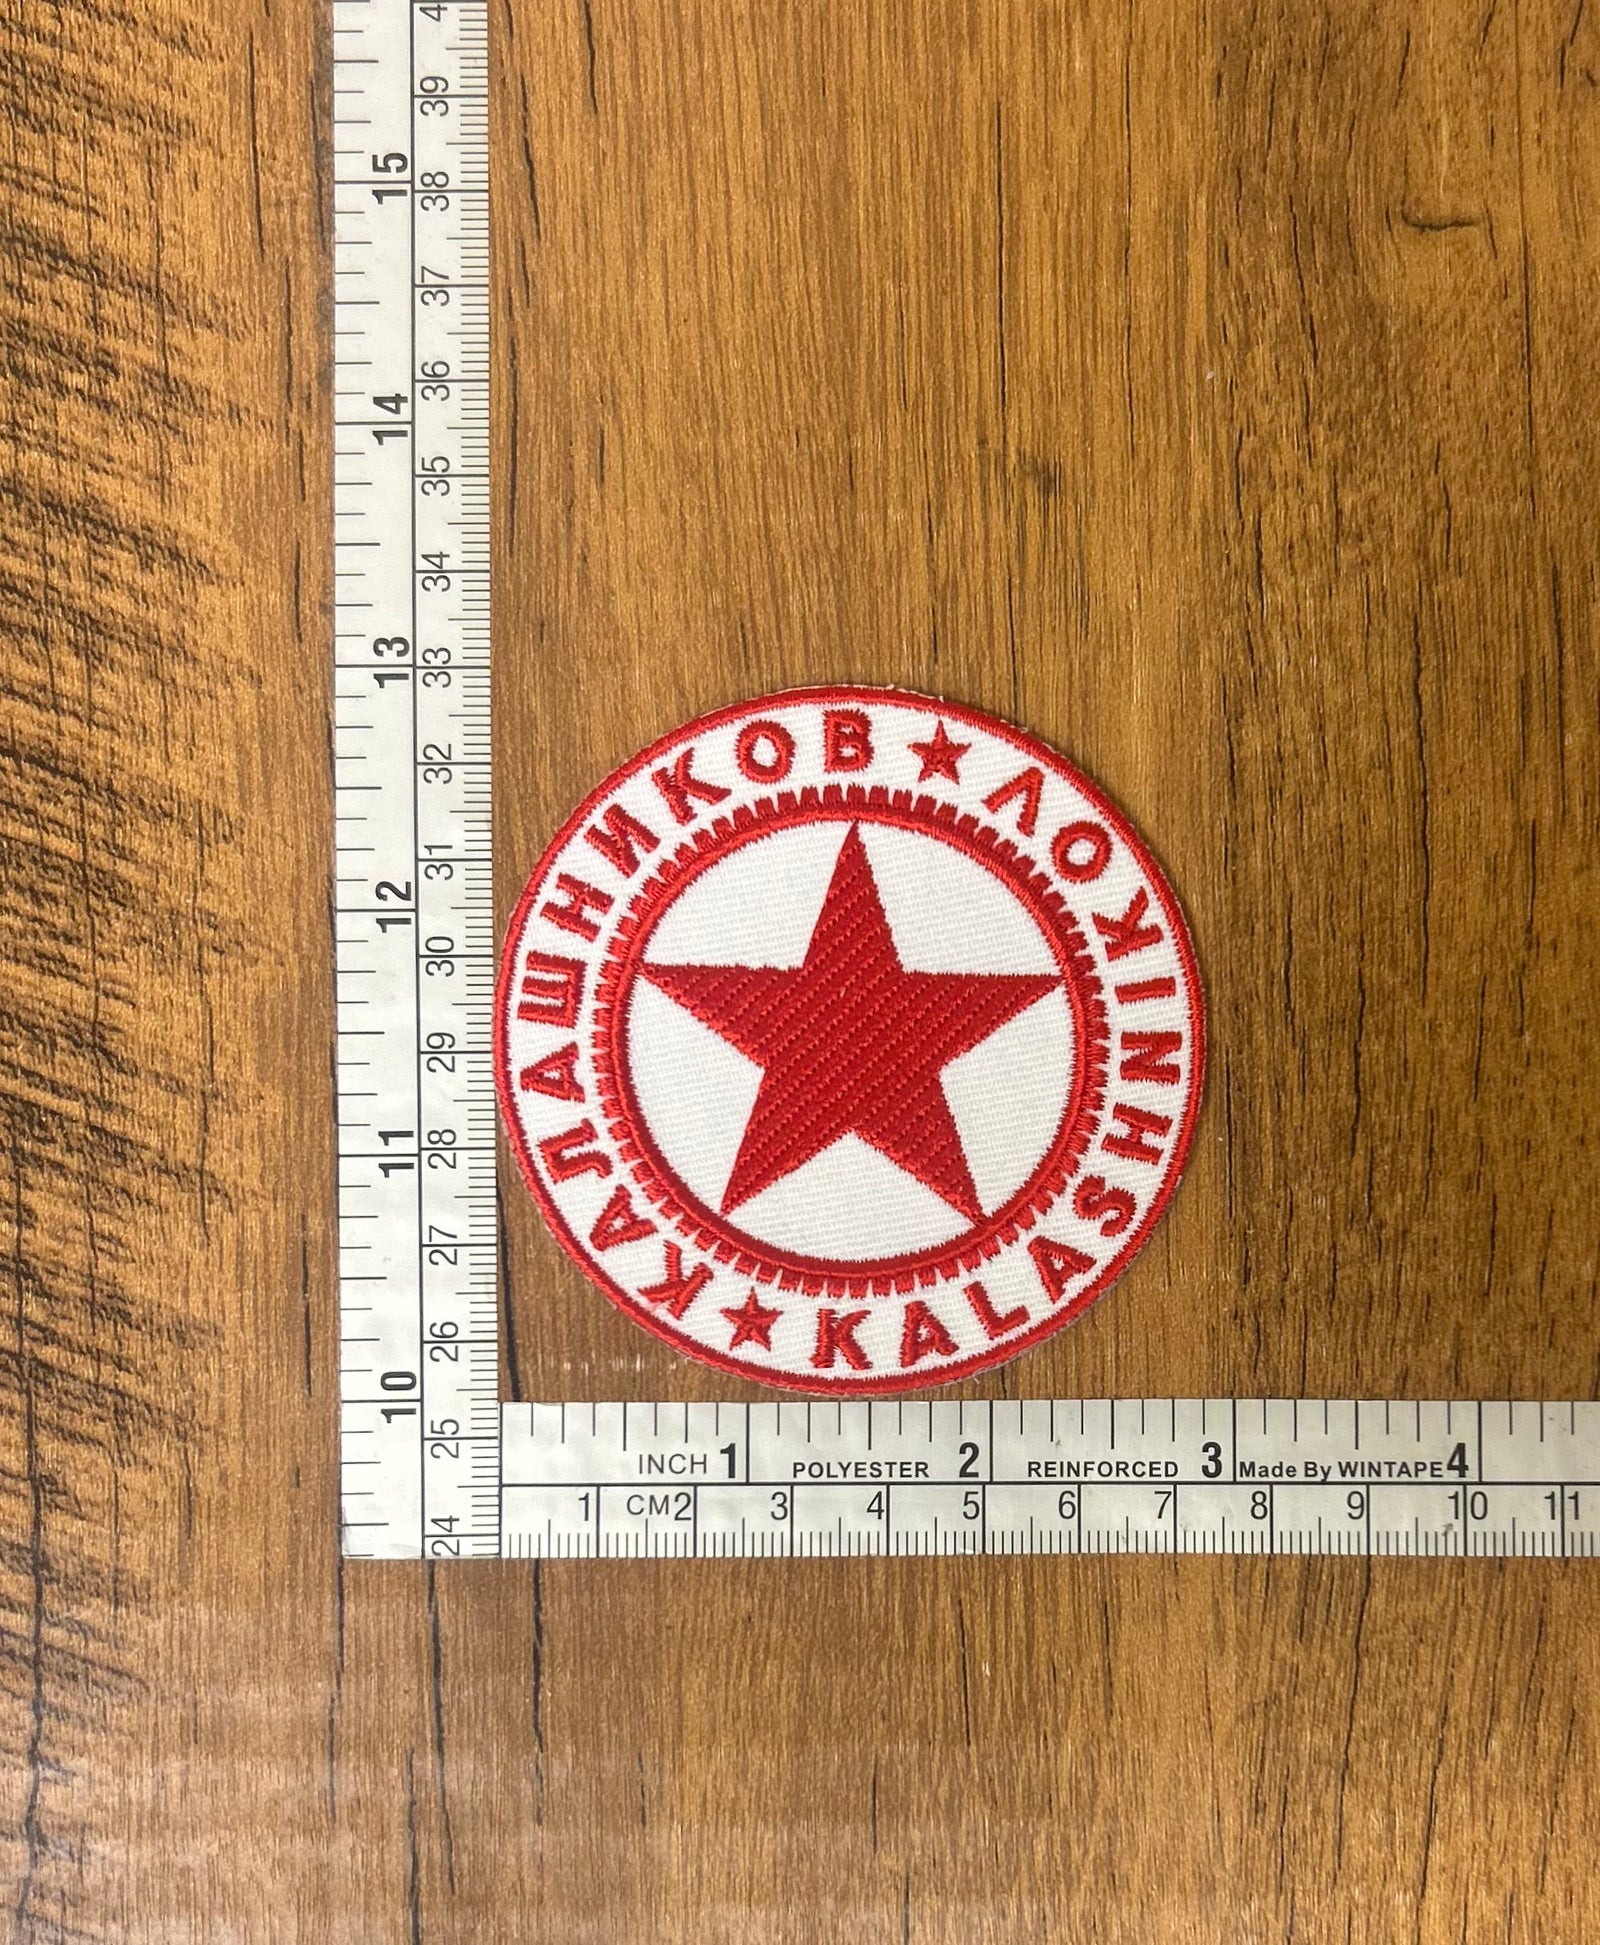 КАЛАШНИКОВ
KALASHNIKOV
10 11 12 13 14 15
24 25 26 27 28 29 30 31 32 33 34 35 36 37 38 39 4
INCH 1 POLYESTER 2 REINFORCED 3 Made By WINTAPE 4
1 CM 2 3 4 5 6 7 8 9 10 11